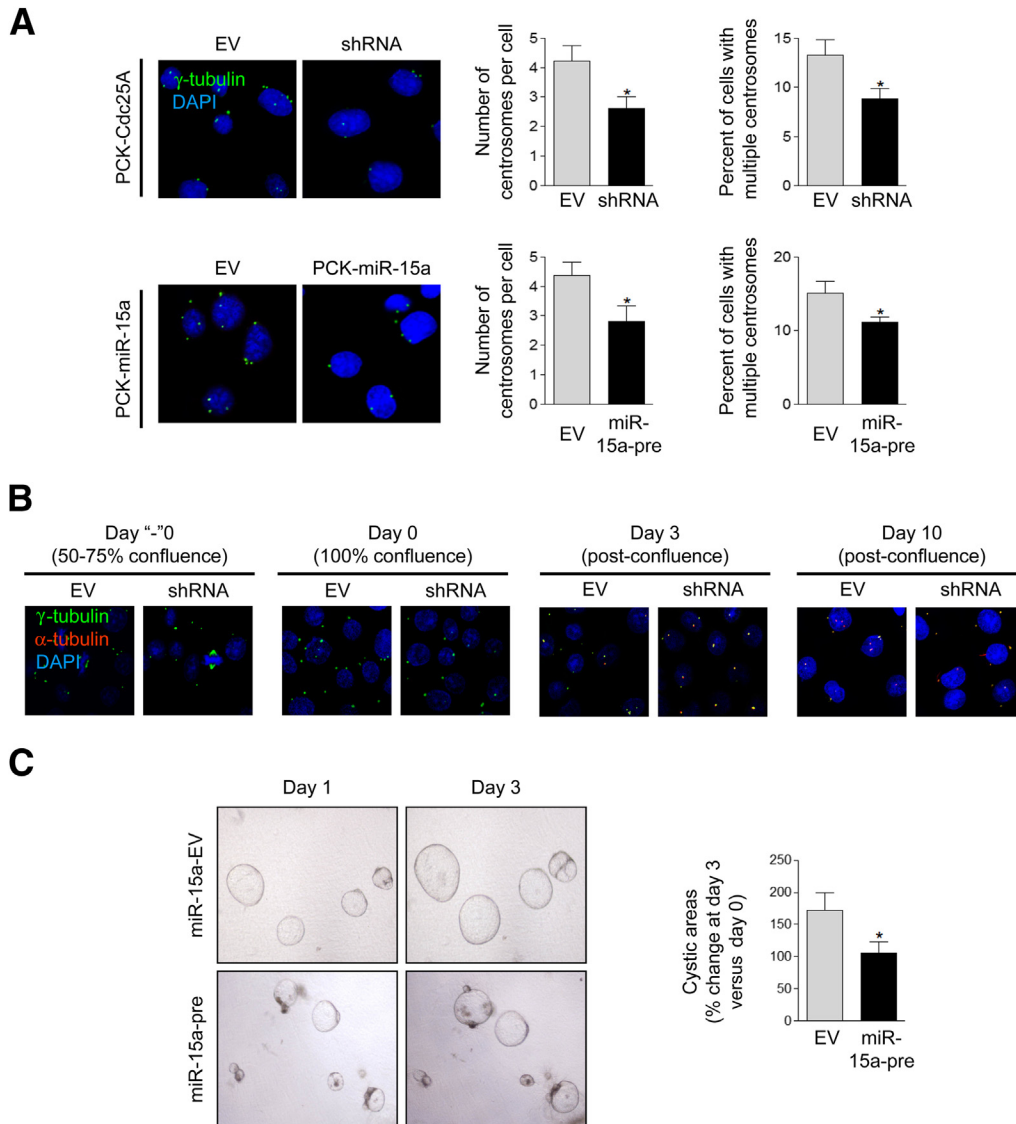 A
EV
shRNA
PCK-Cdc25A
γ-tubulin
DAPI
Number of
centrosomes per cell
5
4
3
2
1
0
*
EV
shRNA
Percent of cells with
multiple centrosomes
15
10
5
0
*
EV
shRNA
EV
PCK-miR-15a
PCK-miR-15a
Number of
centrosomes per cell
5
4
3
2
1
0
*
EV
miR-
15a-pre
Percent of cells with
multiple centrosomes
20
10
0
*
EV
miR-
15a-pre
B
Day “-”0
(50-75% confluence)
EV
shRNA
γ-tubulin
α-tubulin
DAPI
Day 0
(100% confluence)
EV
shRNA
Day 3
(post-confluence)
EV
shRNA
Day 10
(post-confluence)
EV
shRNA
C
Day 1
Day 3
miR-15a-EV
miR-15a-pre
Cystic areas
(% change at day 3
versus day 0)
250
200
150
100
50
0
*
EV
miR-
15a-pre